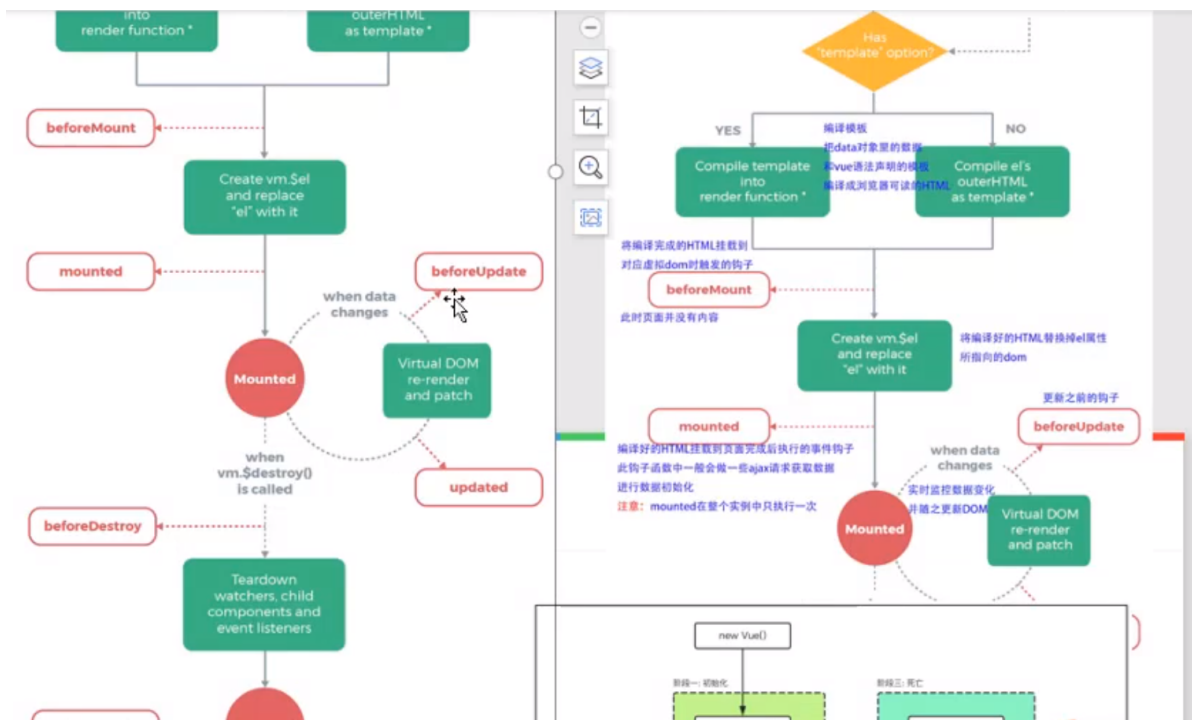 into
render function *
outerHTML
as template *
beforeMount
Create vm.$el
and replace
"el" with it
mounted
beforeUpdate
when data
changes
Mounted
Virtual DOM
re-render
and patch
when
vm.$destroy()
is called
updated
beforeDestroy
Teardown
watchers, child
components and
event listeners
Has
"template" option?
YES
NO
编译模板
把data对象里的数据
和vue语法声明的模板
编译成浏览器可读的HTML
Compile template
into
render function *
Compile el's
outerHTML
as template *
将编译完成的HTML挂载到
对应虚拟dom时触发的钩子
beforeMount
此时页面并没有内容
Create vm.$el
and replace
"el" with it
将编译好的HTML替换掉el属性
所指向的dom
更新之前的钩子
mounted
beforeUpdate
编译好的HTML挂载到页面完成后执行的事件钩子
此钩子函数中一般会做一些ajax请求获取数据
进行数据初始化
注意：mounted在整个实例中只执行一次
when data
changes
实时监控数据变化
并随之更新DOM
Mounted
Virtual DOM
re-render
and patch
new Vue()
阶段一: 初始化
阶段三: 死亡